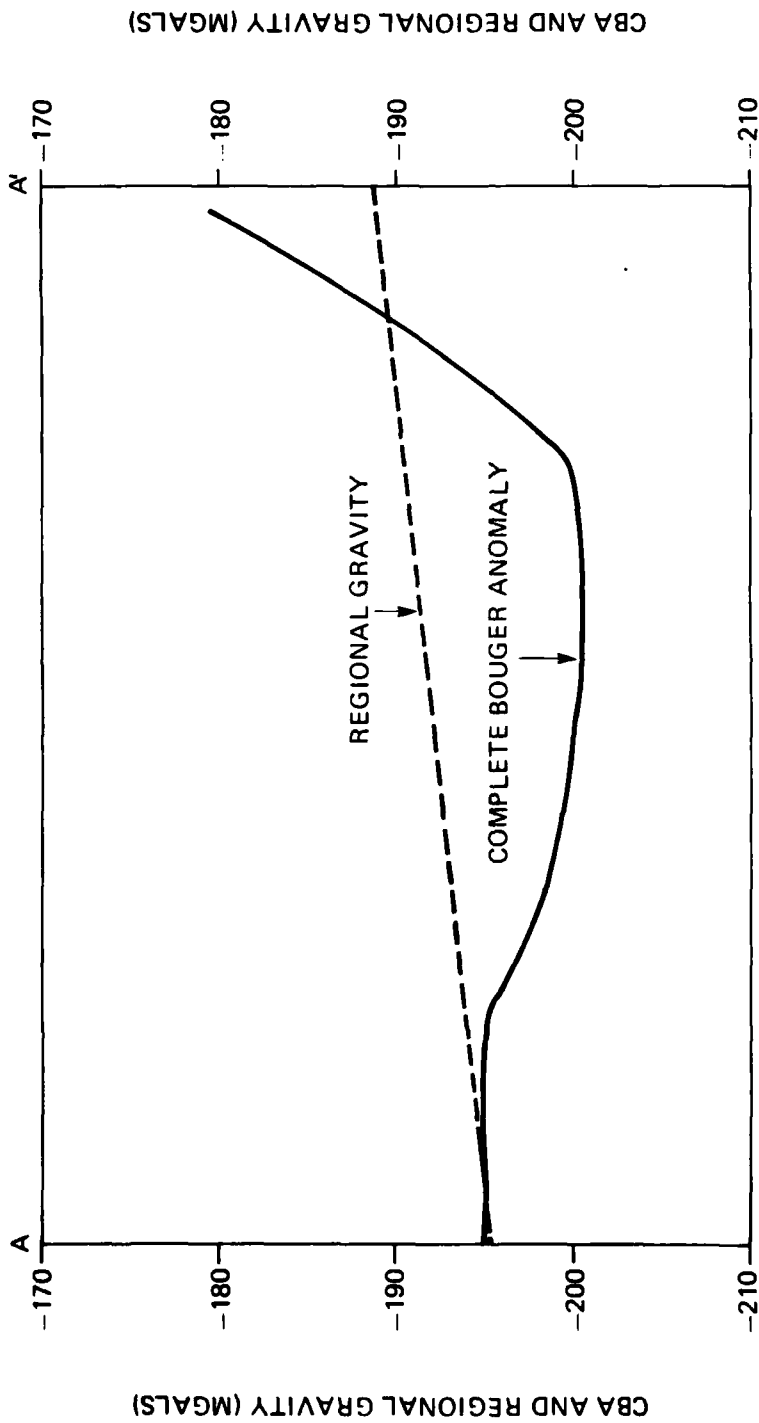 CBA AND REGIONAL GRAVITY (MGALS)
A
-170
-180
-190
-200
-210
REGIONAL GRAVITY
COMPLETE BOUGER ANOMALY
A'
-170
-180
-190
-200
-210
CBA AND REGIONAL GRAVITY (MGALS)